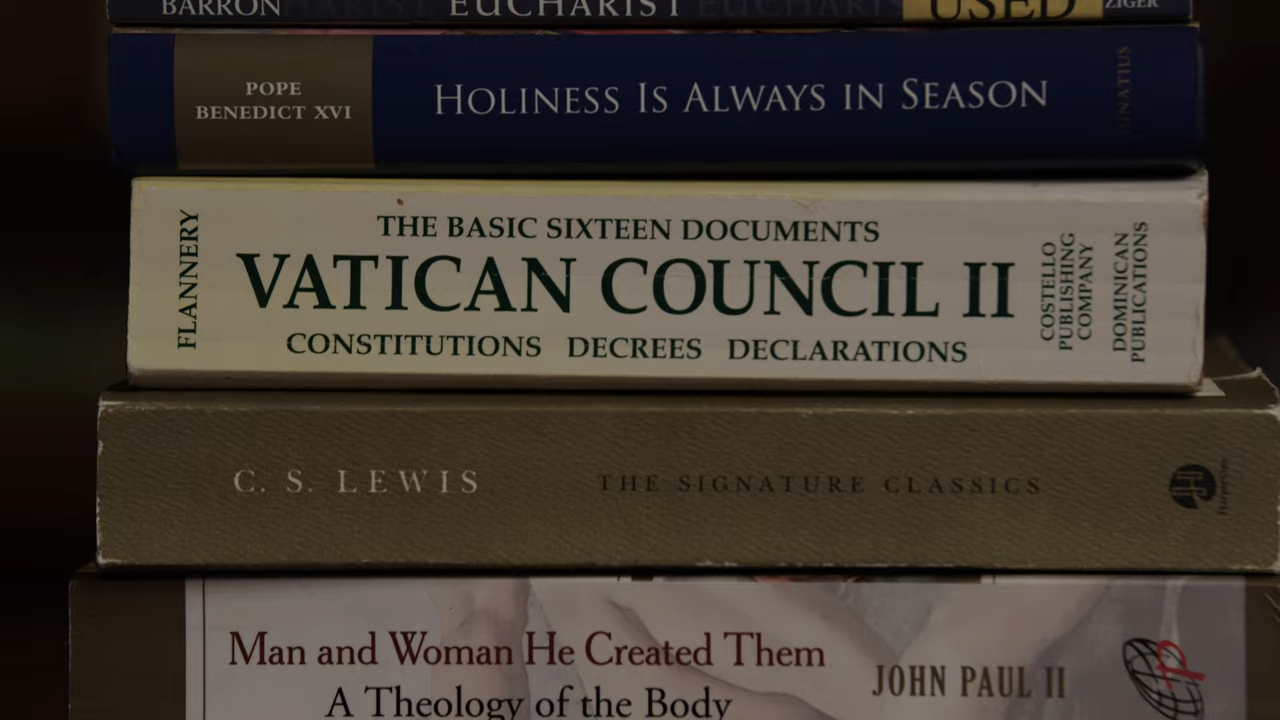 BARRON EUCHARIST USED ZIGER
POPE
BENEDICT XVI
HOLINESS IS ALWAYS IN SEASON
IGNATIUS
FLANNERY
THE BASIC SIXTEEN DOCUMENTS
VATICAN COUNCIL II
CONSTITUTIONS DECREES DECLARATIONS
COSTELLO
PUBLISHING
COMPANY
DOMINICAN
PUBLICATIONS
C. S. LEWIS
THE SIGNATURE CLASSICS
Man and Woman He Created Them
A Theology of the Body
JOHN PAUL II